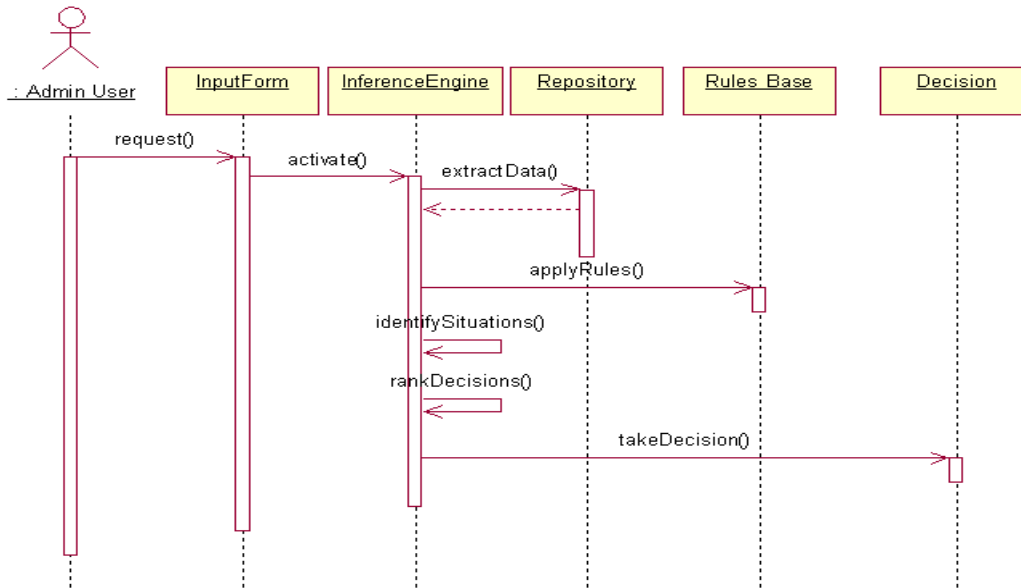 : Admin User
InputForm
InferenceEngine
Repository
Rules Base
Decision
request()
activate()
extractData()
applyRules()
identifySituations()
rankDecisions()
takeDecision()